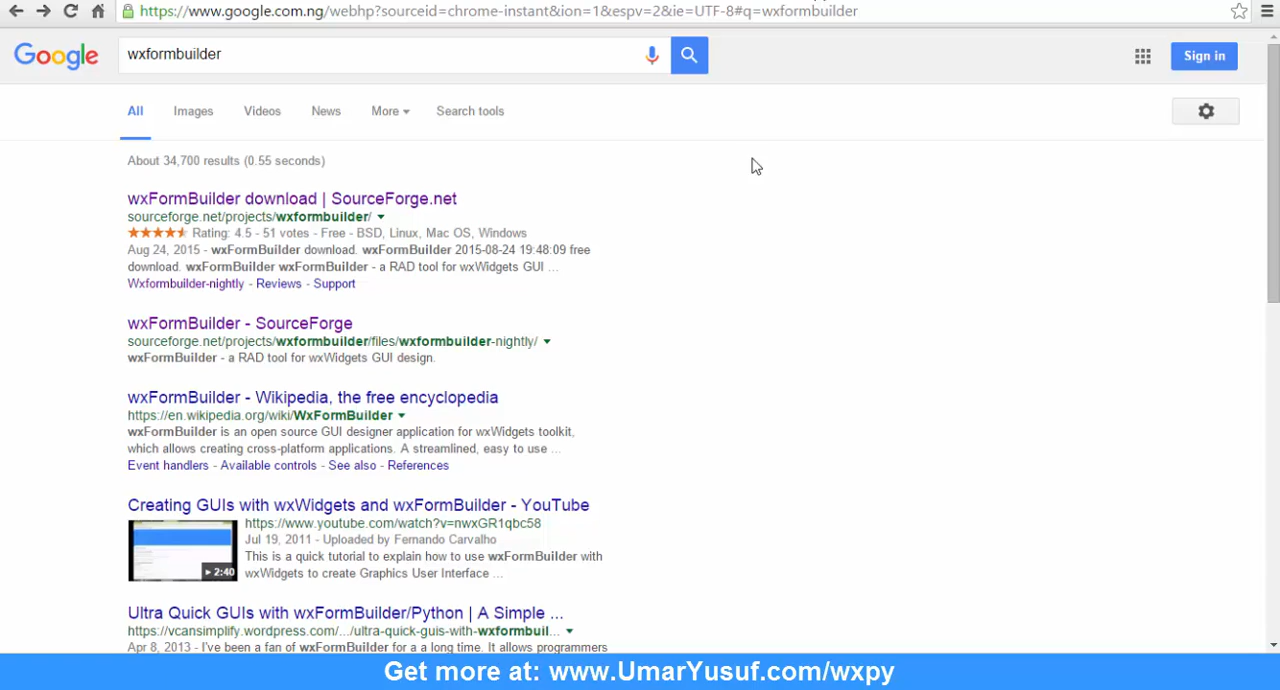 https://www.google.com.ng/webhp?sourceid=chrome-instant&ion=1&espv=2&ie=UTF-8#q=wxformbuilder
Google
wxformbuilder
Sign in
All Images Videos News More Search tools
About 34,700 results (0.55 seconds)
wxFormBuilder download | SourceForge.net
sourceforge.net/projects/wxformbuilder/
Rating: 4.5 - 51 votes - Free - BSD, Linux, Mac OS, Windows
Aug 24, 2015 - wxFormBuilder download. wxFormBuilder 2015-08-24 19:48:09 free
download. wxFormBuilder wxFormBuilder - a RAD tool for wxWidgets GUI ...
Wxformbuilder-nightly - Reviews - Support
wxFormBuilder - SourceForge
sourceforge.net/projects/wxformbuilder/files/wxformbuilder-nightly/
wxFormBuilder - a RAD tool for wxWidgets GUI design.
wxFormBuilder - Wikipedia, the free encyclopedia
https://en.wikipedia.org/wiki/WxFormBuilder
wxFormBuilder is an open source GUI designer application for wxWidgets toolkit,
which allows creating cross-platform applications. A streamlined, easy to use ...
Event handlers - Available controls - See also - References
Creating GUIs with wxWidgets and wxFormBuilder - YouTube
https://www.youtube.com/watch?v=nwxGR1qbc58
Jul 19, 2011 - Uploaded by Fernando Carvalho
This is a quick tutorial to explain how to use wxFormBuilder with
wxWidgets to create Graphics User Interface ...
2:40
Ultra Quick GUIs with wxFormBuilder/Python | A Simple ...
https://vcansimplify.wordpress.com/.../ultra-quick-guis-with-wxformbuil...
Apr 8, 2013 - I've been a fan of wxFormBuilder for a a long time. It allows programmers
Get more at: www.UmarYusuf.com/wxpy